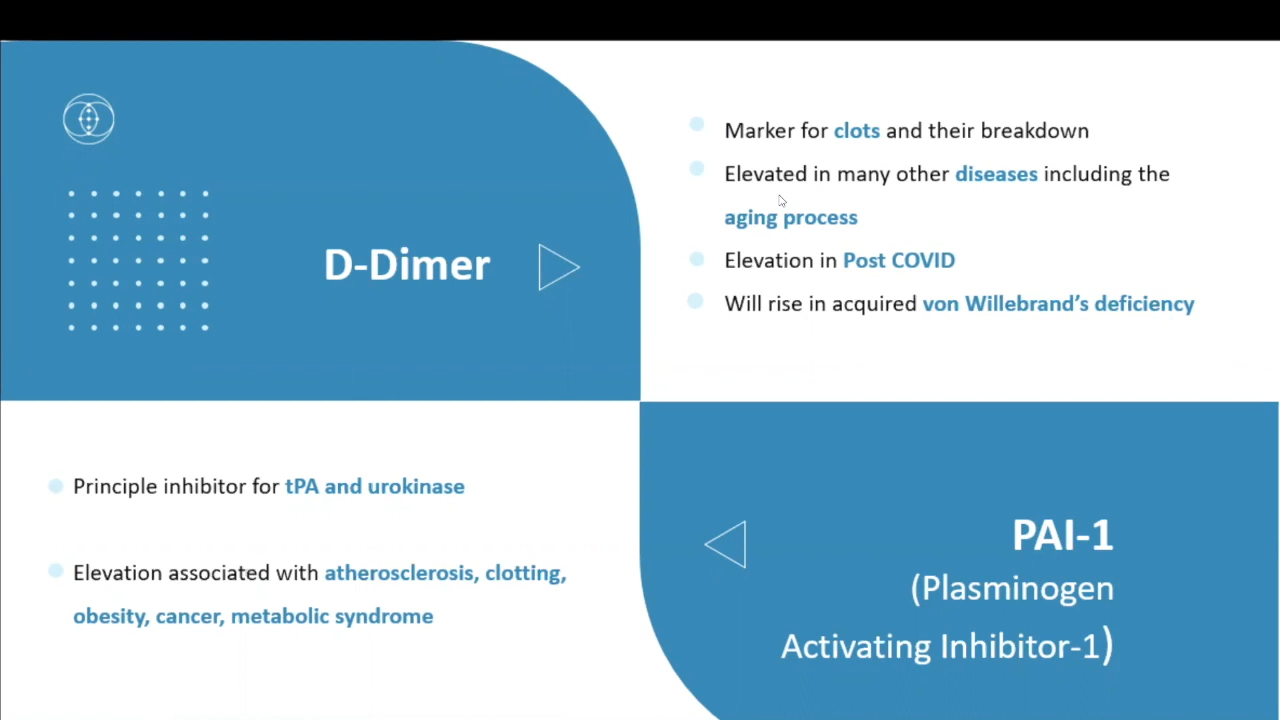 D-Dimer
Marker for clots and their breakdown
Elevated in many other diseases including the
aging process
Elevation in Post COVID
Will rise in acquired von Willebrand’s deficiency
Principle inhibitor for tPA and urokinase
Elevation associated with atherosclerosis, clotting,
obesity, cancer, metabolic syndrome
PAI-1
(Plasminogen
Activating Inhibitor-1)